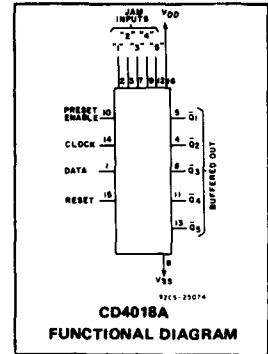 JAM
INPUTS
"2" "4"
"1" "3" "5"
VDD
2 3 7 9 12 16
PRESET
ENABLE 10
CLOCK 14
DATA 1
RESET 15
5 Q̅1
4 Q̅2
6 Q̅3
11 Q̅4
13 Q̅5
BUFFERED OUT.
8
VSS
92CS-25074
CD4018A
FUNCTIONAL DIAGRAM